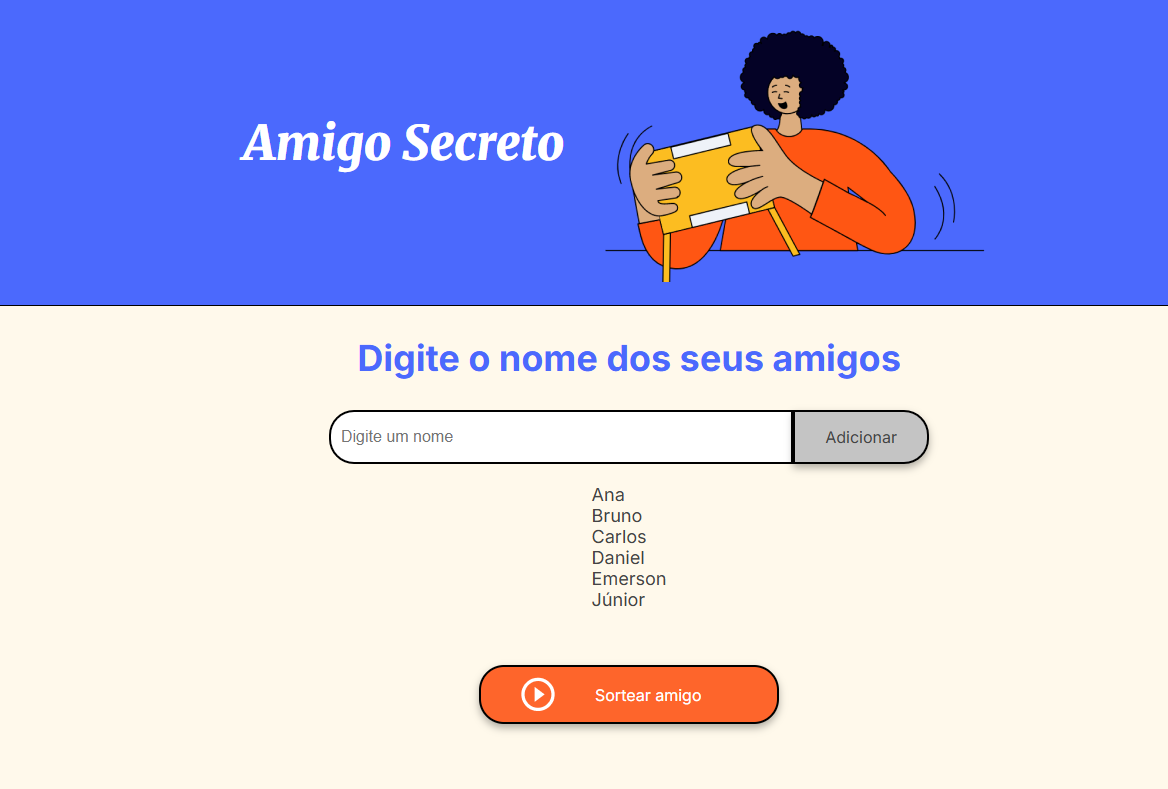 Amigo Secreto
Digite o nome dos seus amigos
Digite um nome
Adicionar
Ana
Bruno
Carlos
Daniel
Emerson
Júnior
Sortear amigo